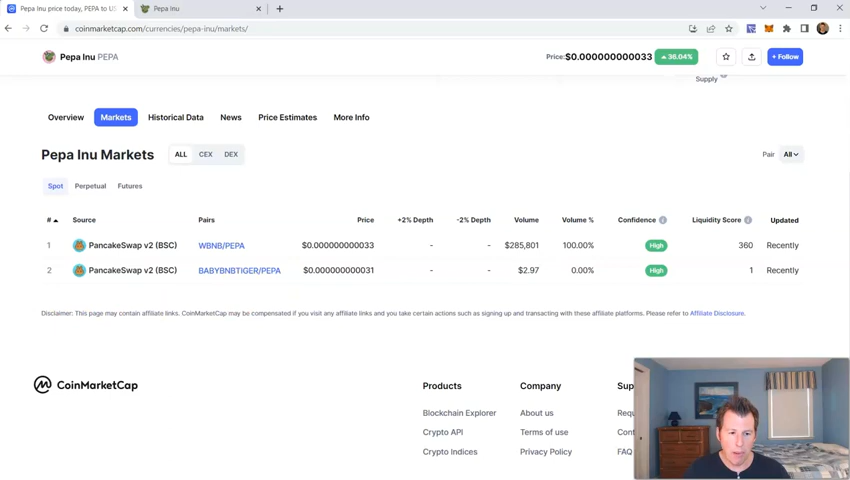 Pepa Inu price today, PEPA to U
Pepa Inu
coinmarketcap.com/currencies/pepa-inu/markets/
Pepa Inu PEPA
Price:$0.000000000033
36.04%
+ Follow
Supply
Overview Markets Historical Data News Price Estimates More Info
Pepa Inu Markets ALL CEX DEX
Pair All
Spot Perpetual Futures
# Source Pairs Price +2% Depth -2% Depth Volume Volume % Confidence Liquidity Score Updated
1 PancakeSwap v2 (BSC) WBNB/PEPA $0.000000000033 - - $285,801 100.00% High 360 Recently
2 PancakeSwap v2 (BSC) BABYBNBTIGER/PEPA $0.000000000031 - - $2.97 0.00% High 1 Recently
Disclaimer: This page may contain affiliate links. CoinMarketCap may be compensated if you visit any affiliate links and you take certain actions such as signing up and transacting with these affiliate platforms. Please refer to Affiliate Disclosure.
CoinMarketCap
Products Company Sup
Blockchain Explorer About us Req
Crypto API Terms of use Con
Crypto Indices Privacy Policy FAQ